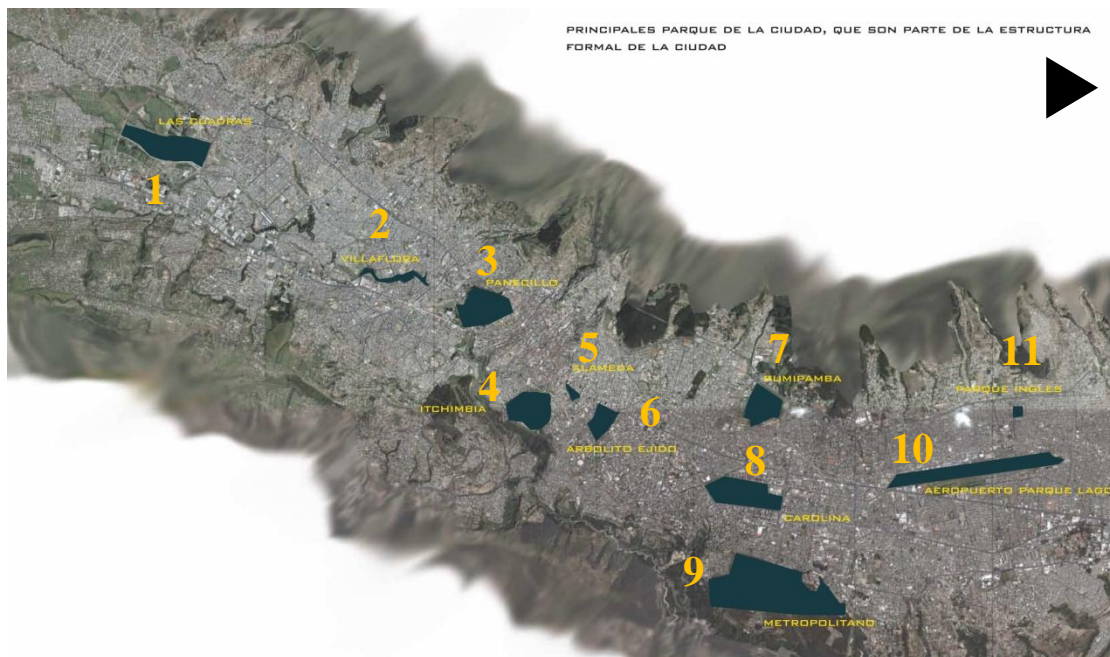 PRINCIPALES PARQUE DE LA CIUDAD, QUE SON PARTE DE LA ESTRUCTURA
FORMAL DE LA CIUDAD
LAS CUADRAS
1
2
VILLAFLORA
3
PANECILLO
4
ITCHIMBIA
5
ALAMEDA
6
ARBOLITO EJIDO
7
RUMIPAMBA
8
CAROLINA
9
METROPOLITANO
10
AEROPUERTO PARQUE LAGO
11
PARQUE INGLES